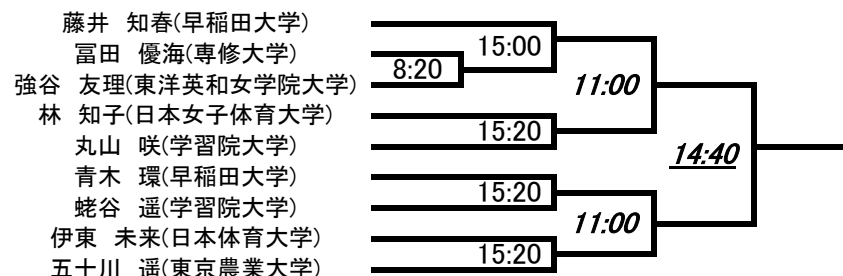 藤井　知春(早稲田大学)
冨田　優海(専修大学)
強谷　友理(東洋英和女学院大学)
林　知子(日本女子体育大学)
丸山　咲(学習院大学)
青木　環(早稲田大学)
蛯谷　遥(学習院大学)
伊東　未来(日本体育大学)
五十川　遥(東京農業大学)
15:00
8:20
11:00
15:20
14:40
15:20
11:00
15:20